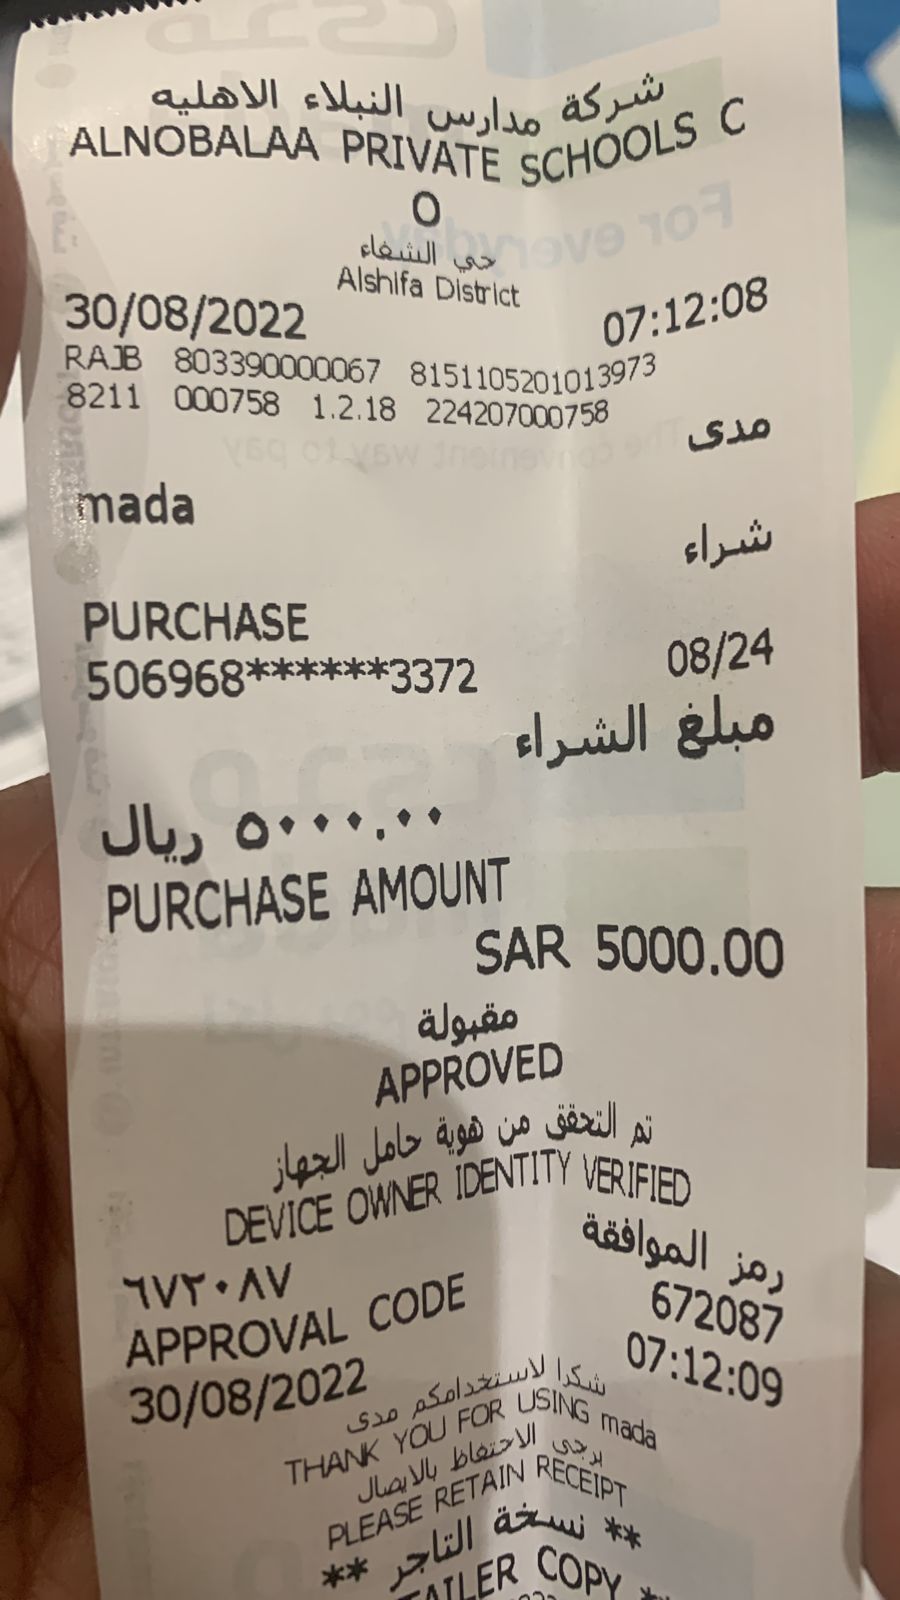 شركة مدارس النبلاء الاهليه
ALNOBALAA PRIVATE SCHOOLS C
O
حي الشفاء
Alshifa District
30/08/2022 07:12:08
RAJB 803390000067 8151105201013973
8211 000758 1.2.18 224207000758
مدى
mada
شراء
PURCHASE
506968******3372 08/24
مبلغ الشراء
٥٠٠٠.٠٠ ريال
PURCHASE AMOUNT
SAR 5000.00
مقبولة
APPROVED
تم التحقق من هوية حامل الجهاز
DEVICE OWNER IDENTITY VERIFIED
رمز الموافقة
٦٧٢٠٨٧
APPROVAL CODE 672087
30/08/2022 07:12:09
شكرا لاستخدامكم مدى
THANK YOU FOR USING mada
يرجى الاحتفاظ بالايصال
PLEASE RETAIN RECEIPT
** نسخة التاجر **
COPY